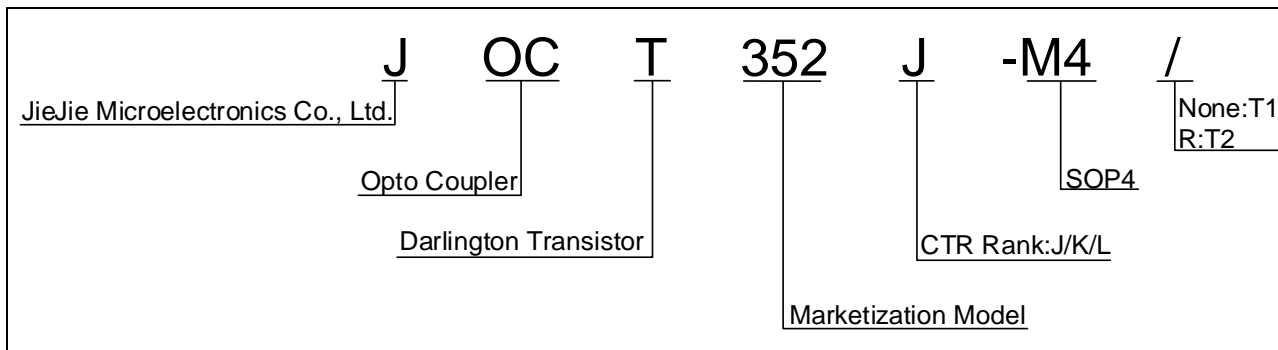 J OC T 352 J -M4 /
JieJie Microelectronics Co., Ltd.
None:T1
R:T2
Opto Coupler
SOP4
Darlington Transistor
CTR Rank:J/K/L
Marketization Model